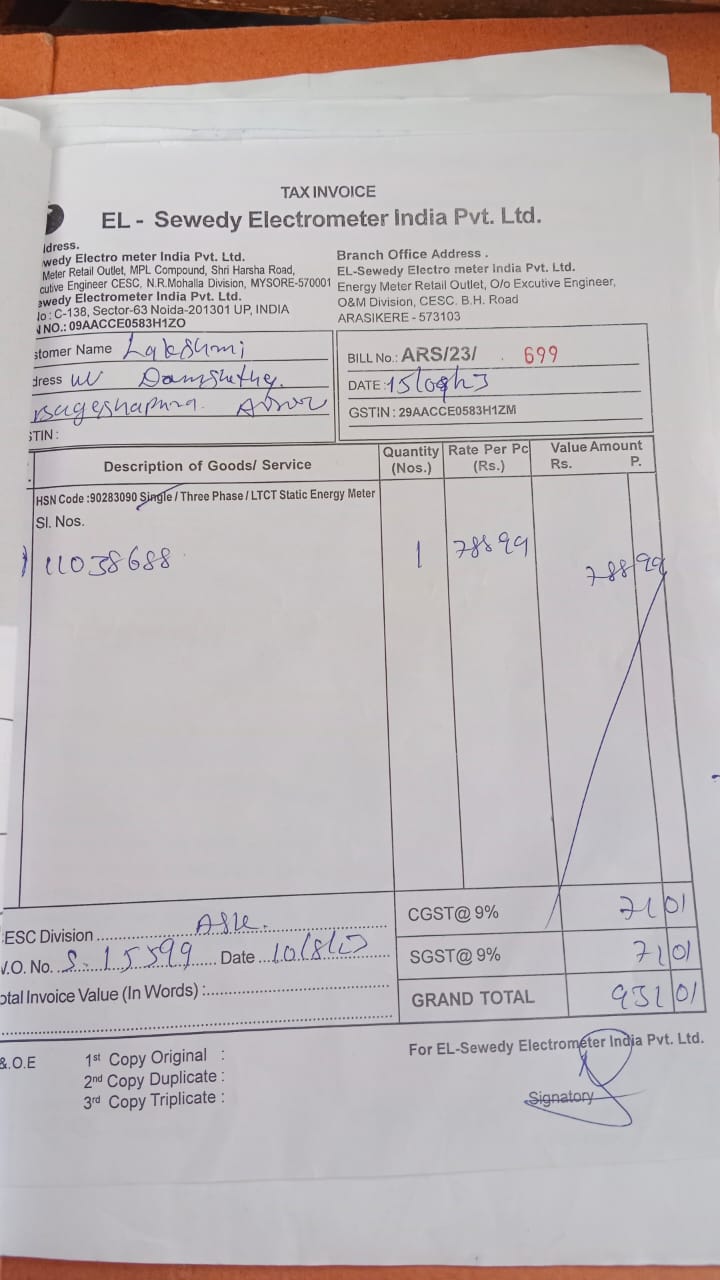 TAX INVOICE
EL - Sewedy Electrometer India Pvt. Ltd.
ddress.
wedy Electro meter India Pvt. Ltd.
Meter Retail Outlet, MPL Compound, Shri Harsha Road,
cutive Engineer CESC, N.R.Mohalla Division, MYSORE-570001
ewedy Electrometer India Pvt. Ltd.
No : C-138, Sector-63 Noida-201301 UP, INDIA
N NO.: 09AACCE0583H1ZO
Branch Office Address .
EL-Sewedy Electro meter India Pvt. Ltd.
Energy Meter Retail Outlet, O/o Excutive Engineer,
O&M Division, CESC. B.H. Road
ARASIKERE - 573103
stomer Name Lakshmi
dress
STIN :
BILL No.: ARS/23/ 699
DATE : 15/09/23
GSTIN : 29AACCE0583H1ZM
Description of Goods/ Service Quantity (Nos.) Rate Per Pc (Rs.) Value Amount Rs. P.
HSN Code :90283090 Single / Three Phase / LTCT Static Energy Meter
Sl. Nos.
1) 11038688 1 788 99 788 99
CGST@ 9% 71 01
SGST@ 9% 71 01
GRAND TOTAL 931 01
ESC Division ASK.
V.O. No. S-15599 Date 10/8/23
otal Invoice Value (In Words) :
&.O.E
1st Copy Original :
2nd Copy Duplicate :
3rd Copy Triplicate :
For EL-Sewedy Electrometer India Pvt. Ltd.
Signatory